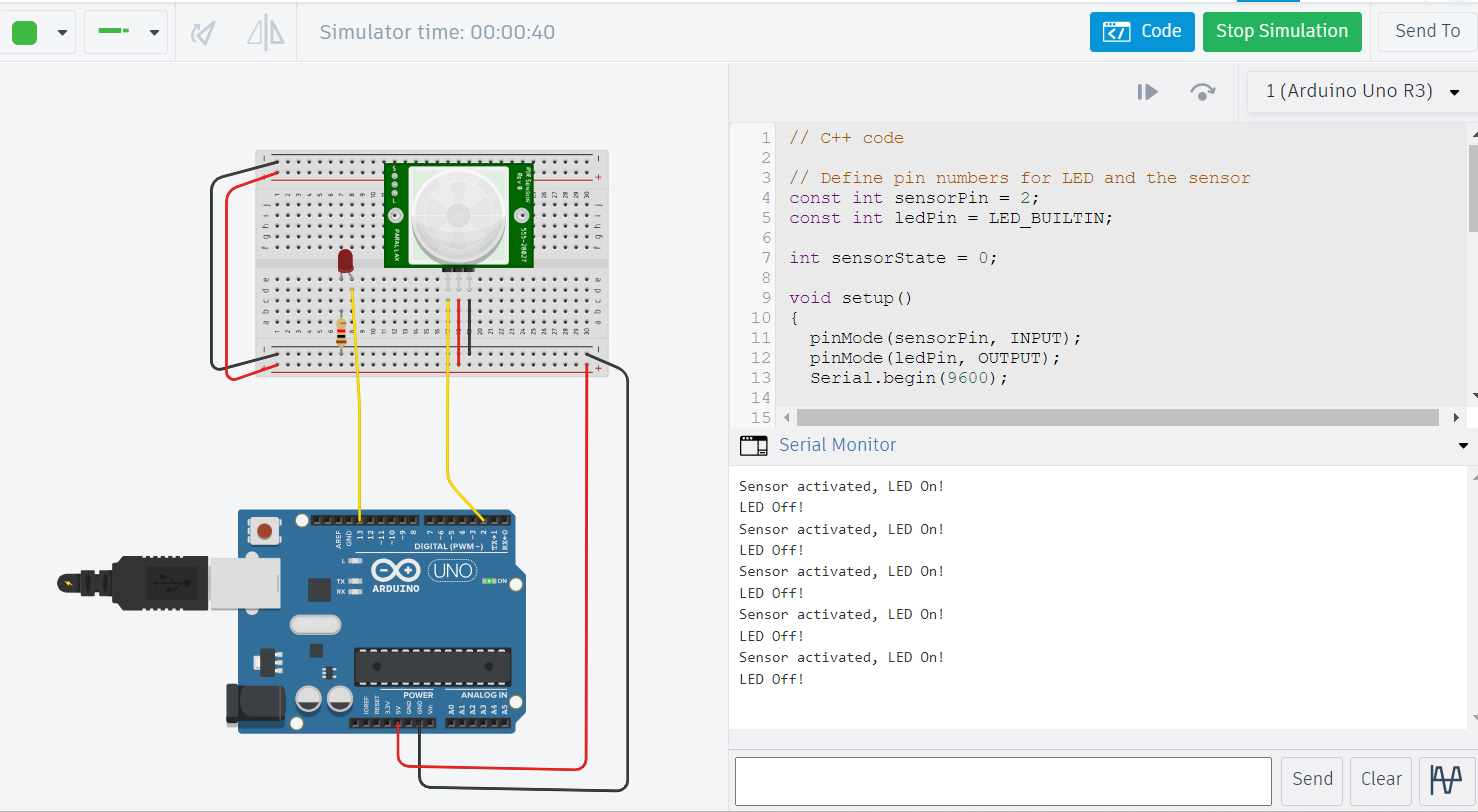 Simulator time: 00:00:40
Code
Stop Simulation
Send To
1 (Arduino Uno R3)
1 // C++ code
2
3 // Define pin numbers for LED and the sensor
4 const int sensorPin = 2;
5 const int ledPin = LED_BUILTIN;
6
7 int sensorState = 0;
8
9 void setup()
10 {
11 pinMode(sensorPin, INPUT);
12 pinMode(ledPin, OUTPUT);
13 Serial.begin(9600);
14
15
Serial Monitor
Sensor activated, LED On!
LED Off!
Sensor activated, LED On!
LED Off!
Sensor activated, LED On!
LED Off!
Sensor activated, LED On!
LED Off!
Sensor activated, LED On!
LED Off!
Send
Clear
PIR SENSOR
Rev B
PARALLAX
555-28027
AREF
GND
13
12
~11
~10
~9
8
7
~6
~5
4
~3
2
TX→1
RX←0
DIGITAL (PWM~)
L
TX
RX
UNO
ON
ARDUINO
POWER
ANALOG IN
IOREF
RESET
3.3V
5V
GND
GND
Vin
A0
A1
A2
A3
A4
A5